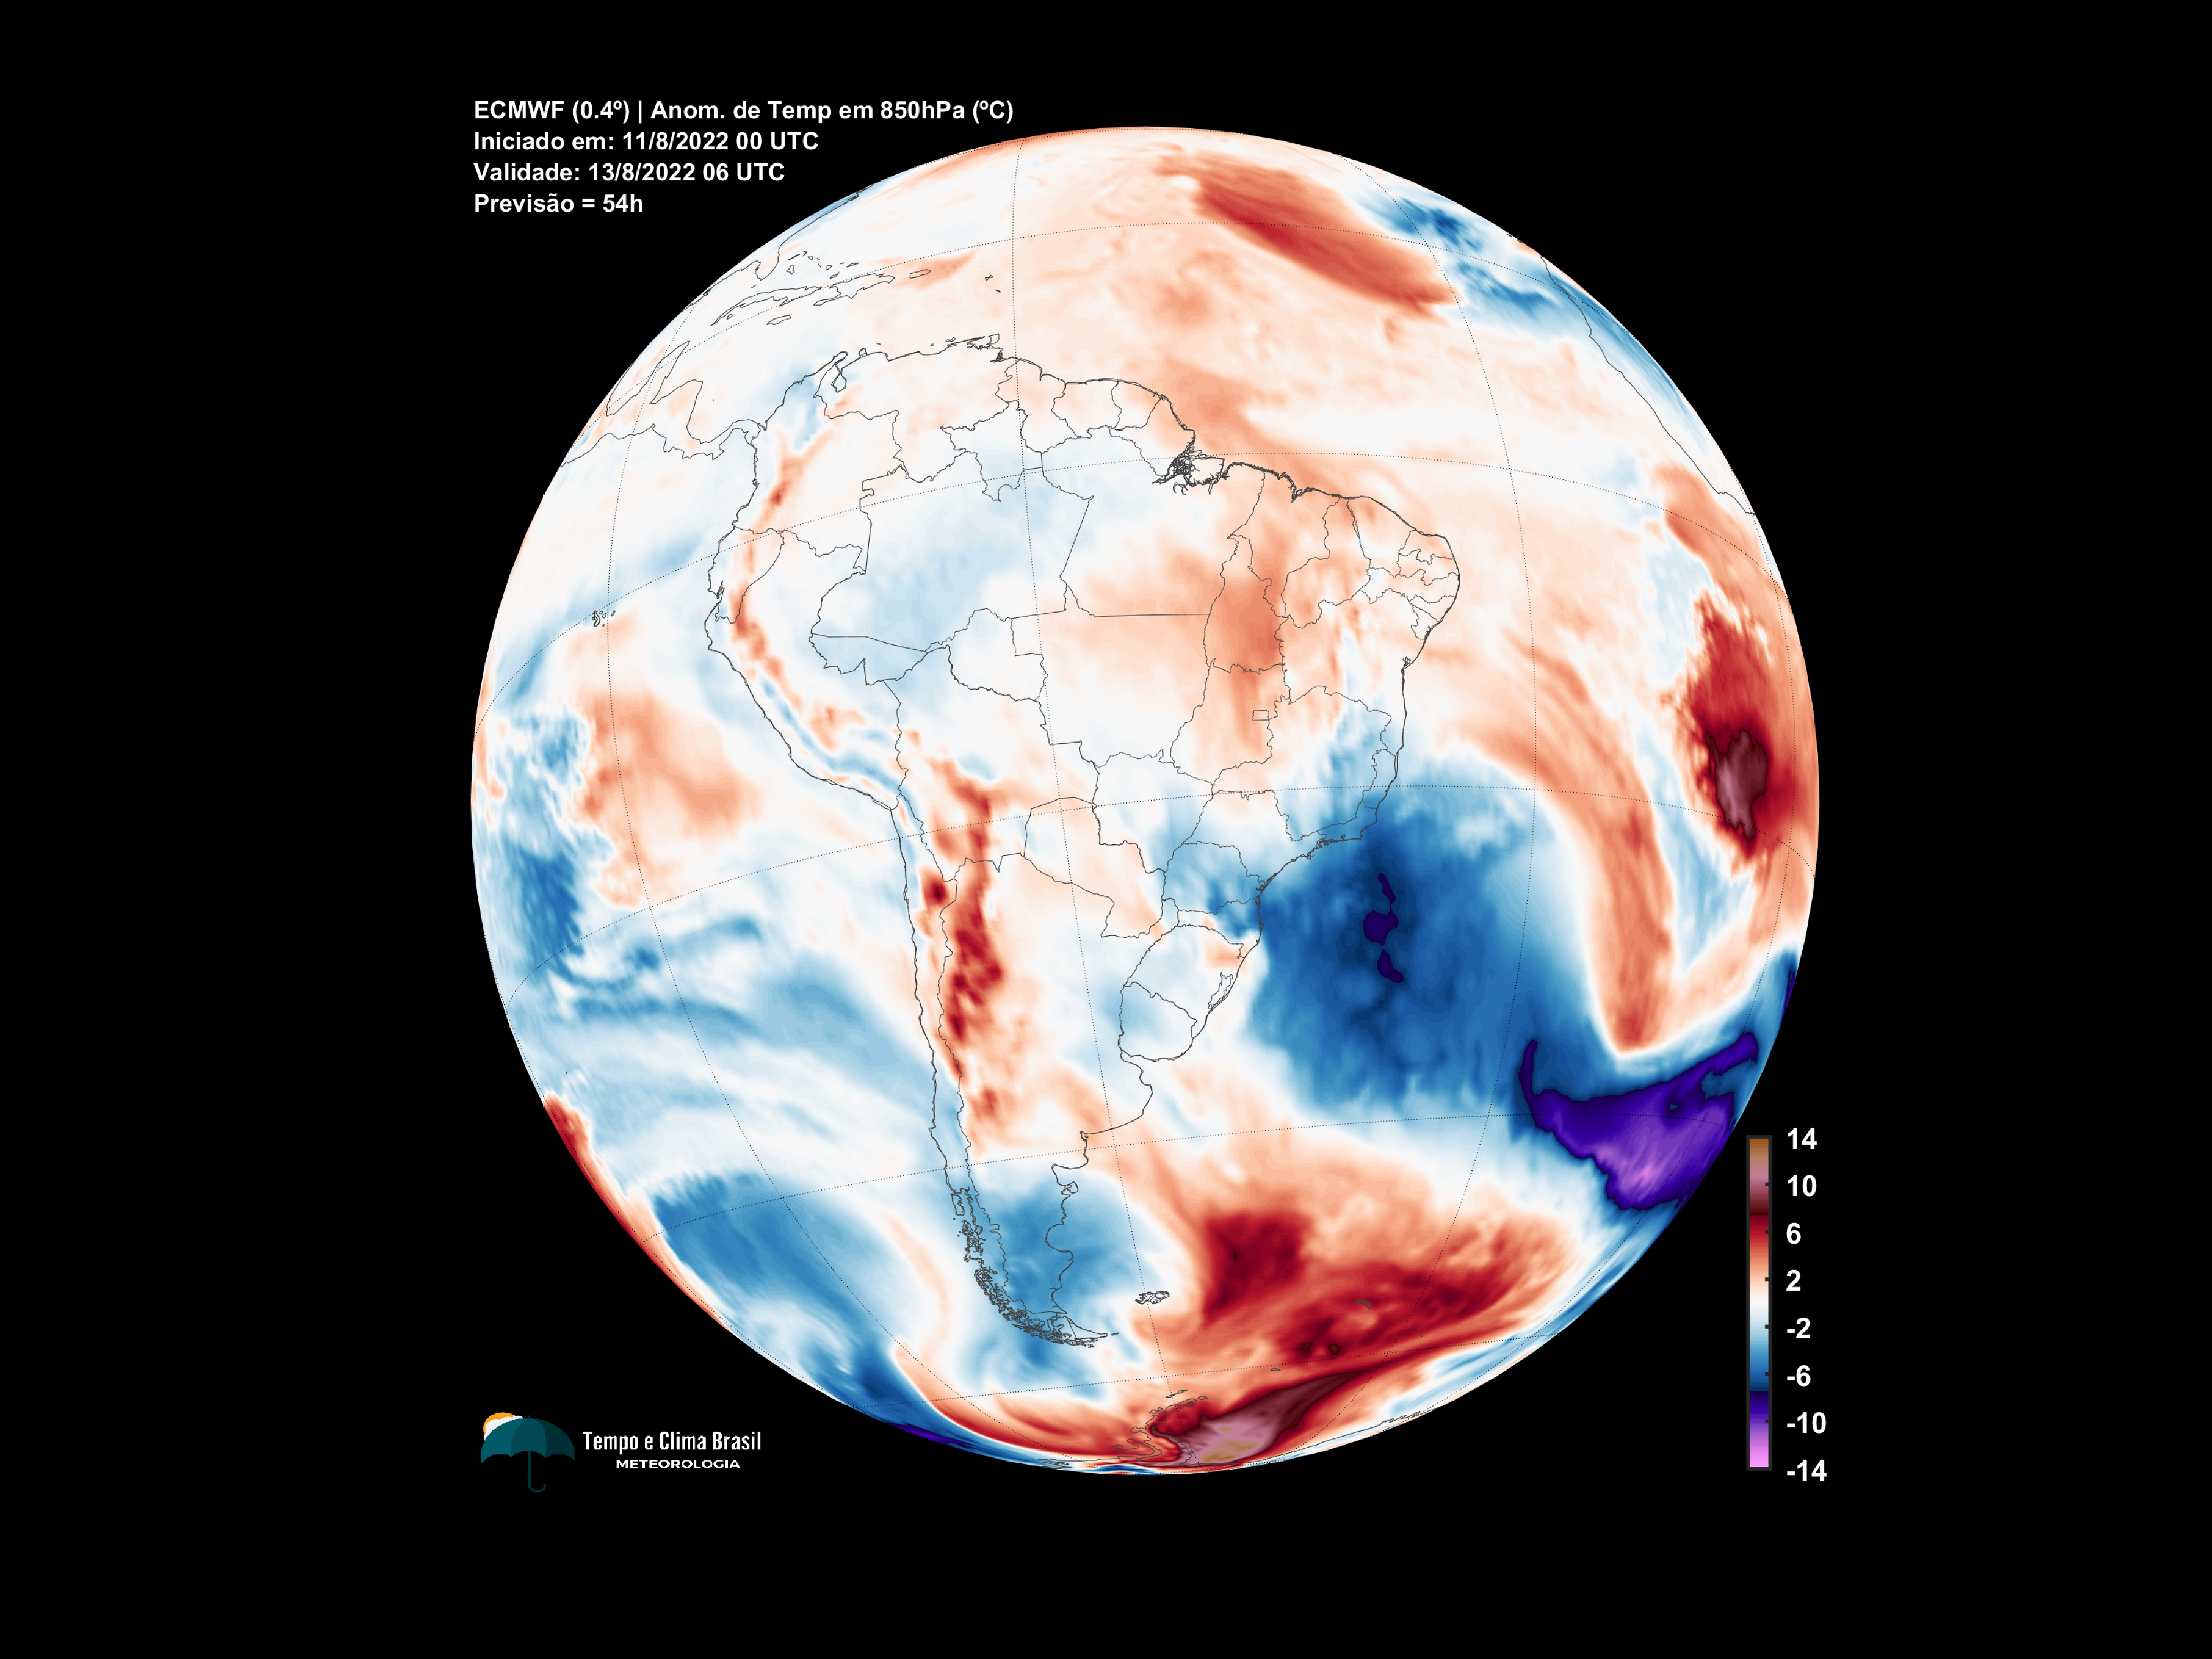 ECMWF (0.4º) | Anom. de Temp em 850hPa (ºC)
Iniciado em: 11/8/2022 00 UTC
Validade: 13/8/2022 06 UTC
Previsão = 54h
14
10
6
2
-2
-6
-10
-14
Tempo e Clima Brasil
METEOROLOGIA